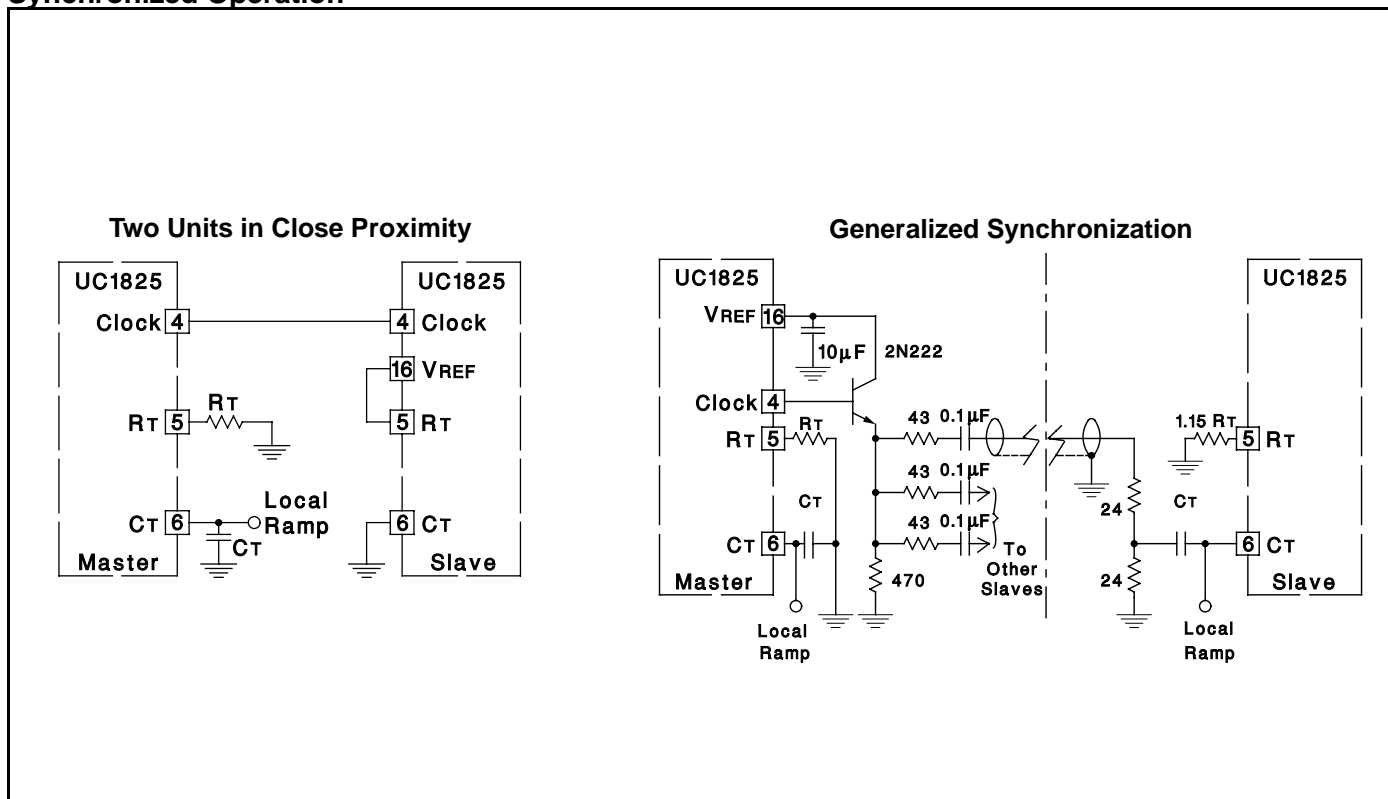 Synchronized Operation
Two Units in Close Proximity
UC1825
Clock 4
RT 5
RT
CT 6
CT
Local
Ramp
Master
UC1825
4 Clock
16 VREF
5 RT
6 CT
Slave
Generalized Synchronization
UC1825
VREF 16
10µF
2N222
Clock 4
RT 5
RT
CT
CT 6
Master
Local
Ramp
43 0.1µF
43 0.1µF
43 0.1µF
To
Other
Slaves
470
24
24
UC1825
1.15 RT
5 RT
CT
6 CT
Slave
Local
Ramp